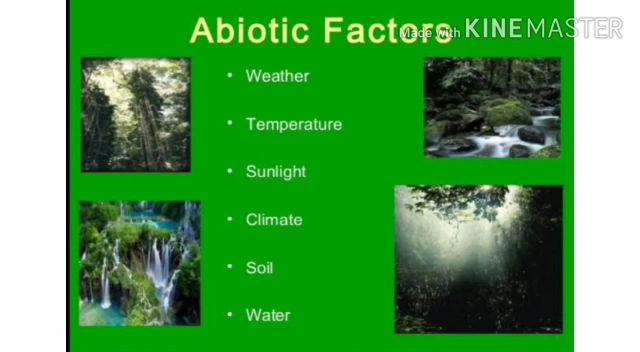 Abiotic Factors
Made with KINEMASTER
• Weather
• Temperature
• Sunlight
• Climate
• Soil
• Water